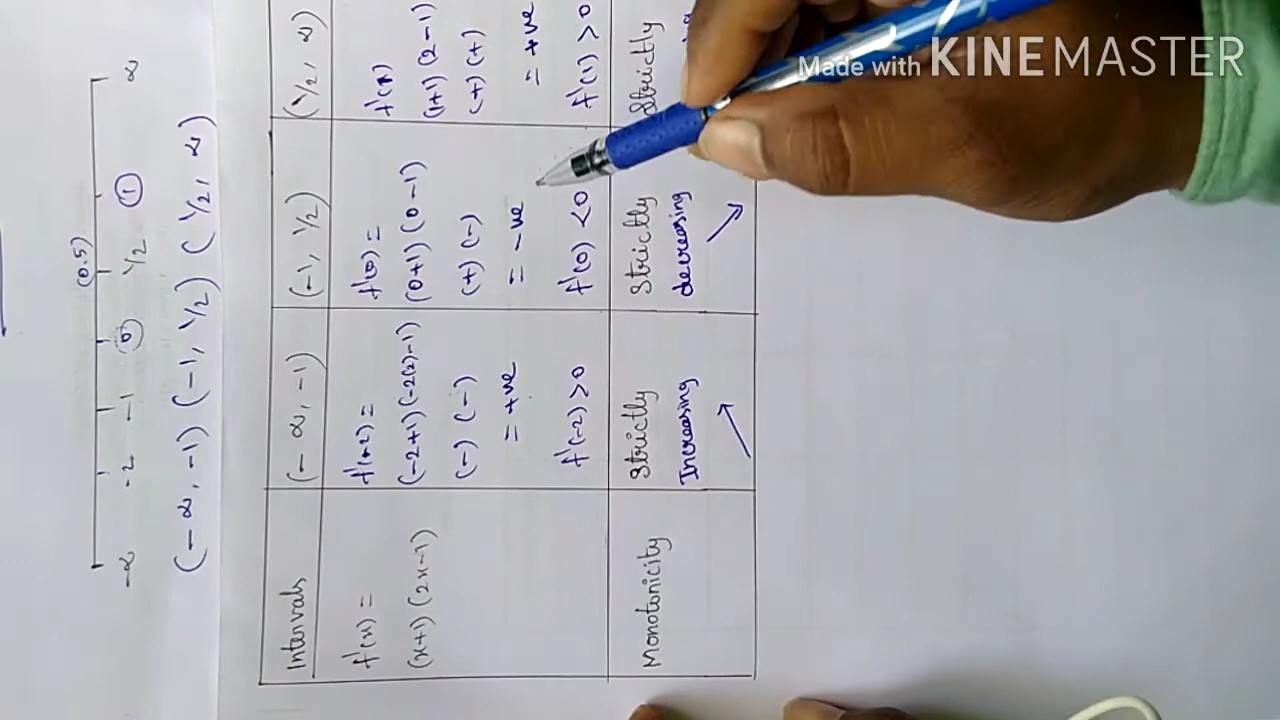 Made with KINEMASTER
(0.5)
-∞ -2 -1 (0) 1/2 (1) ∞
(-∞, -1) (-1, 1/2) (1/2, ∞)
Intervals
(-∞, -1)
(-1, 1/2)
(1/2, ∞)
f'(x) =
(x+1) (2x-1)
f'(-2) =
(-2+1) (-2(2)-1)
(-) (-)
= +ve
f'(-2) > 0
f'(0) =
(0+1) (0-1)
(+) (-)
= -ve
f'(0) < 0
f'(x)
(1+1) (2-1)
(+) (+)
= +ve
f'(1) > 0
Monotonicity
Strictly
Increasing
Strictly
decreasing
Strictly